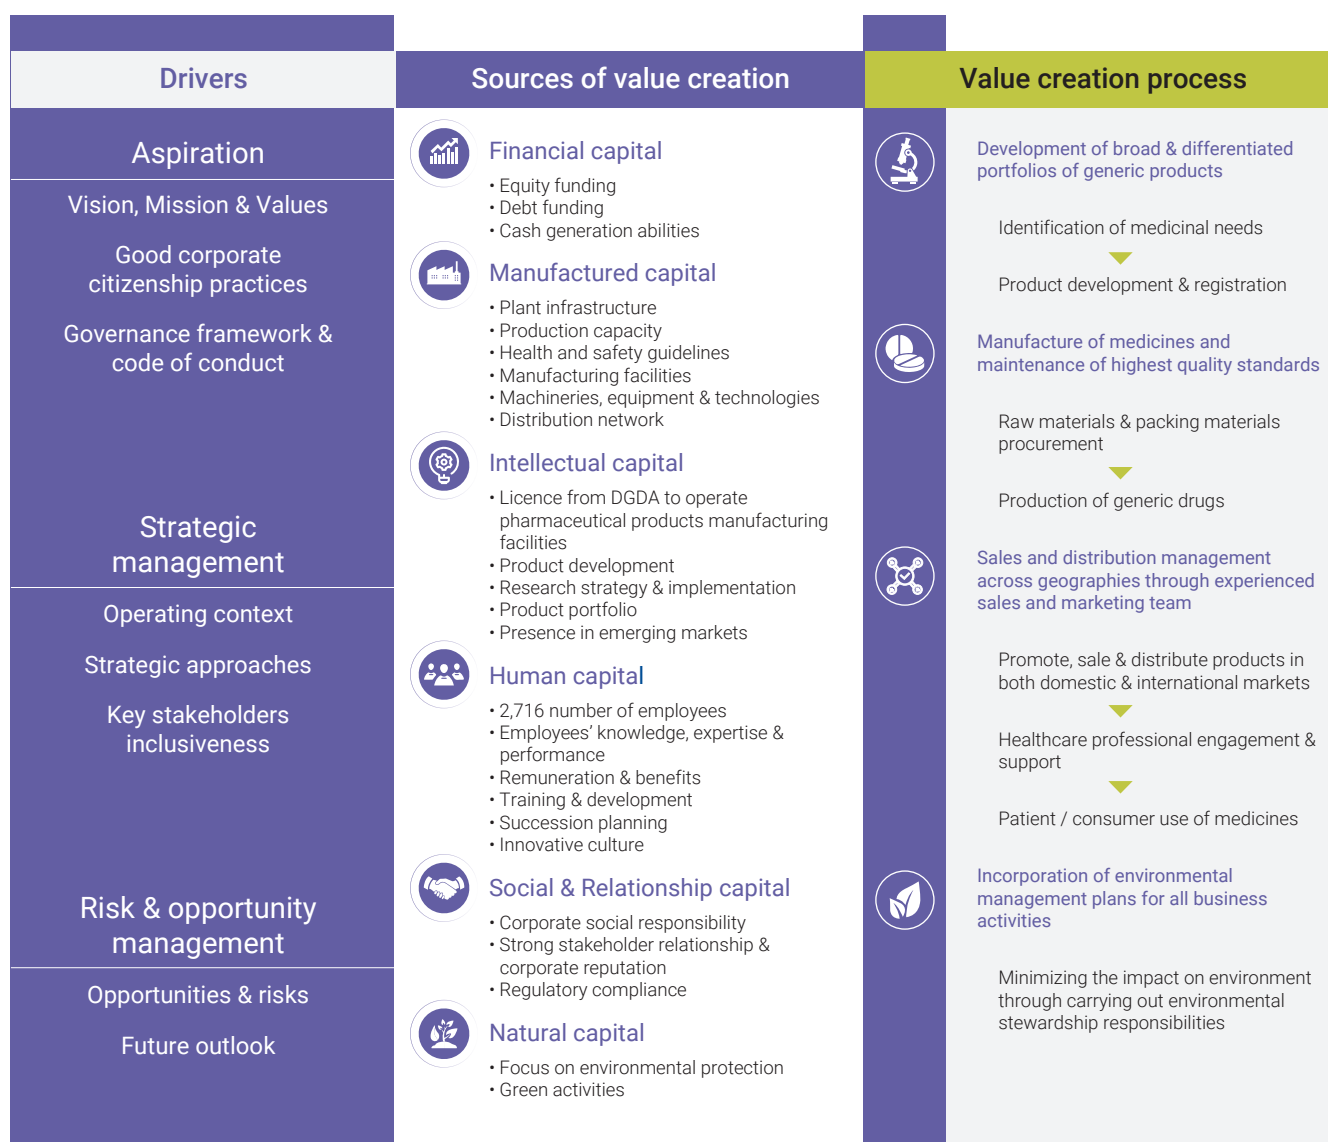 Drivers
Aspiration
Vision, Mission & Values
Good corporate
citizenship practices
Governance framework &
code of conduct
Strategic
management
Operating context
Strategic approaches
Key stakeholders
inclusiveness
Risk & opportunity
management
Opportunities & risks
Future outlook
Sources of value creation
Financial capital
• Equity funding
• Debt funding
• Cash generation abilities
Manufactured capital
• Plant infrastructure
• Production capacity
• Health and safety guidelines
• Manufacturing facilities
• Machineries, equipment & technologies
• Distribution network
Intellectual capital
• Licence from DGDA to operate
pharmaceutical products manufacturing
facilities
• Product development
• Research strategy & implementation
• Product portfolio
• Presence in emerging markets
Human capital
• 2,716 number of employees
• Employees’ knowledge, expertise &
performance
• Remuneration & benefits
• Training & development
• Succession planning
• Innovative culture
Social & Relationship capital
• Corporate social responsibility
• Strong stakeholder relationship &
corporate reputation
• Regulatory compliance
Natural capital
• Focus on environmental protection
• Green activities
Value creation process
Development of broad & differentiated
portfolios of generic products
Identification of medicinal needs
Product development & registration
Manufacture of medicines and
maintenance of highest quality standards
Raw materials & packing materials
procurement
Production of generic drugs
Sales and distribution management
across geographies through experienced
sales and marketing team
Promote, sale & distribute products in
both domestic & international markets
Healthcare professional engagement &
support
Patient / consumer use of medicines
Incorporation of environmental
management plans for all business
activities
Minimizing the impact on environment
through carrying out environmental
stewardship responsibilities